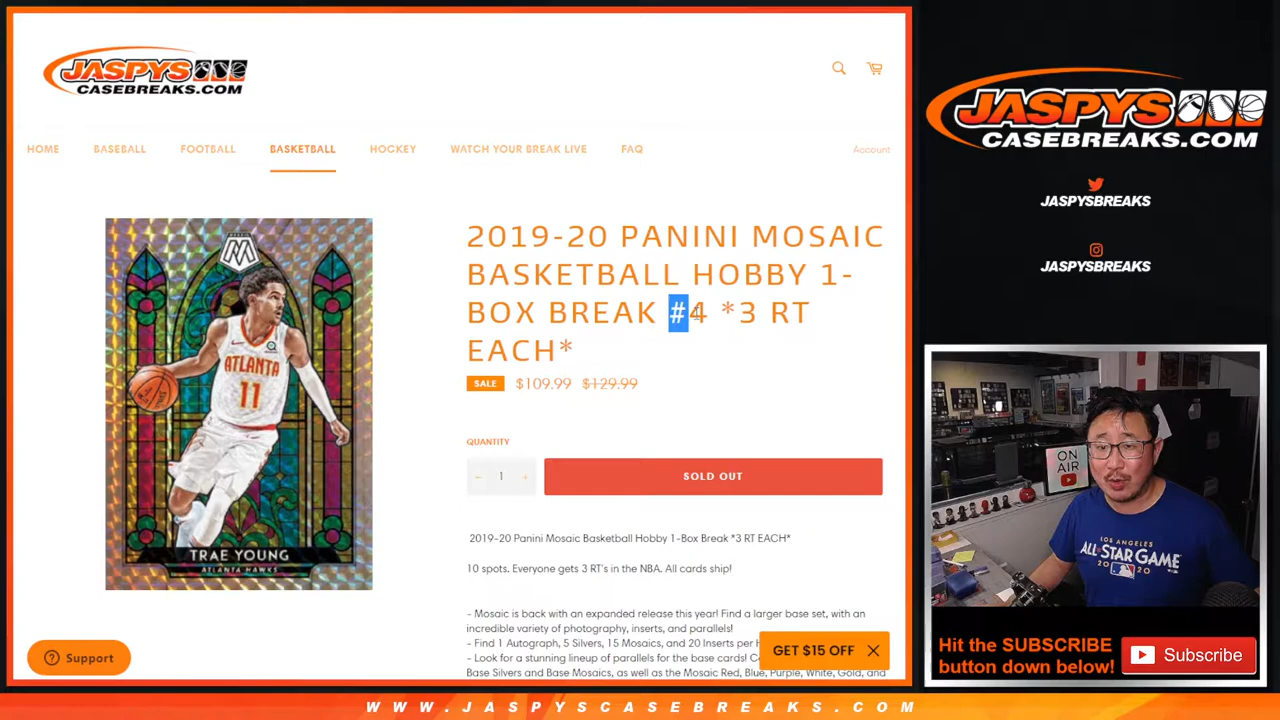 JASPYS
CASEBREAKS.COM
HOME BASEBALL FOOTBALL BASKETBALL HOCKEY WATCH YOUR BREAK LIVE FAQ Account
2019-20 PANINI MOSAIC
BASKETBALL HOBBY 1-
BOX BREAK #4 *3 RT
EACH*
SALE $109.99 $129.99
QUANTITY
− 1 +
SOLD OUT
2019-20 Panini Mosaic Basketball Hobby 1-Box Break *3 RT EACH*
10 spots. Everyone gets 3 RT's in the NBA. All cards ship!
- Mosaic is back with an expanded release this year! Find a larger base set, with an
incredible variety of photography, inserts, and parallels!
- Find 1 Autograph, 5 Silvers, 15 Mosaics, and 20 Inserts per
- Look for a stunning lineup of parallels for the base cards!
Base Silvers and Base Mosaics, as well as the Mosaic Red, Blue, Purple, White, Gold, and
M
ATLANTA
11
TRAE YOUNG
ATLANTA HAWKS
Support
GET $15 OFF
JASPYS
CASEBREAKS.COM
JASPYSBREAKS
JASPYSBREAKS
ON
AIR
LOS ANGELES
ALL STAR GAME
2020
Hit the SUBSCRIBE
button down below!
Subscribe
WWW.JASPYSCASEBREAKS.COM